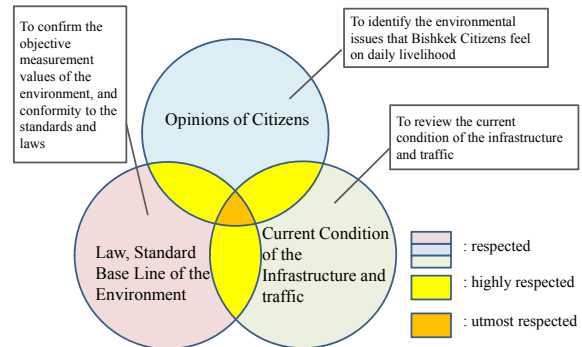 To confirm the
objective
measurement
values of the
environment, and
conformity to the
standards and
laws
To identify the environmental
issues that Bishkek Citizens feel
on daily livelihood
Opinions of Citizens
To review the current
condition of the infrastructure
and traffic
Law, Standard
Base Line of the
Environment
Current Condition
of the
Infrastructure and
traffic
: respected
: highly respected
: utmost respected